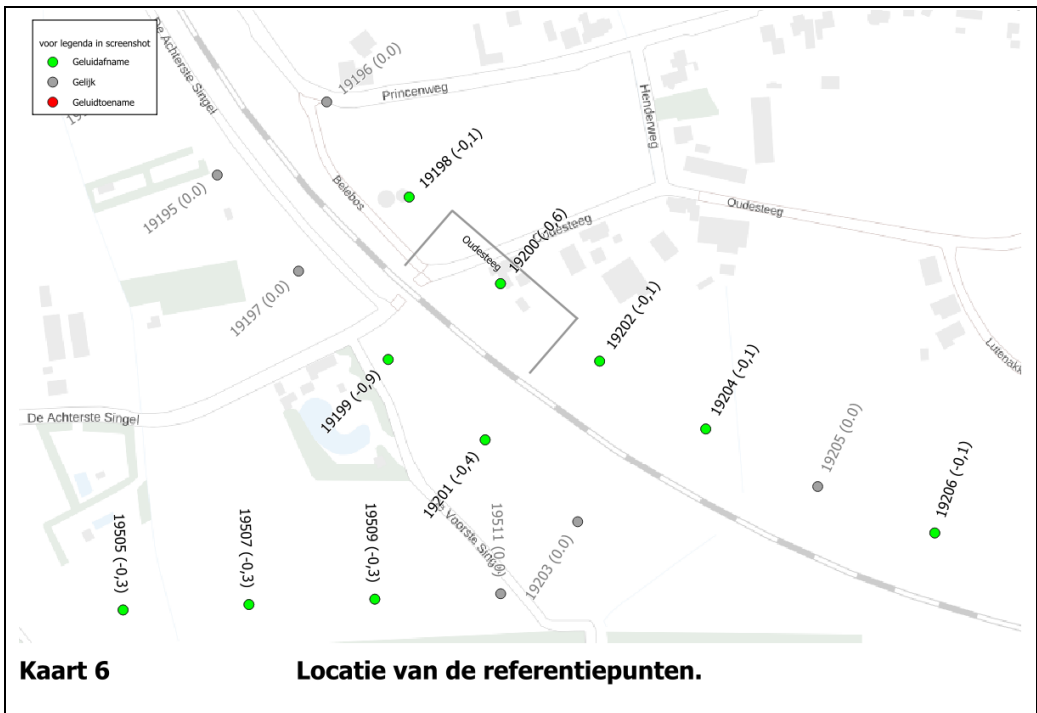 voor legenda in screenshot
Geluidafname
Gelijk
Geluidtoename
De Achterste Singel
19196 (0.0)
Princenweg
Henderweg
19198 (-0,1)
19195 (0.0)
Belebos
Oudesteeg
Oudesteeg
Oudesteeg
19200 (-0,6)
19197 (0.0)
19202 (-0,1)
19199 (-0,9)
19204 (-0,1)
De Achterste Singel
19201 (-0,4)
19205 (0.0)
19206 (-0,1)
19505 (-0,3)
19507 (-0,3)
19509 (-0,3)
19511 (0.0)
Voorste Singel
19203 (0.0)
Kaart 6
Locatie van de referentiepunten.